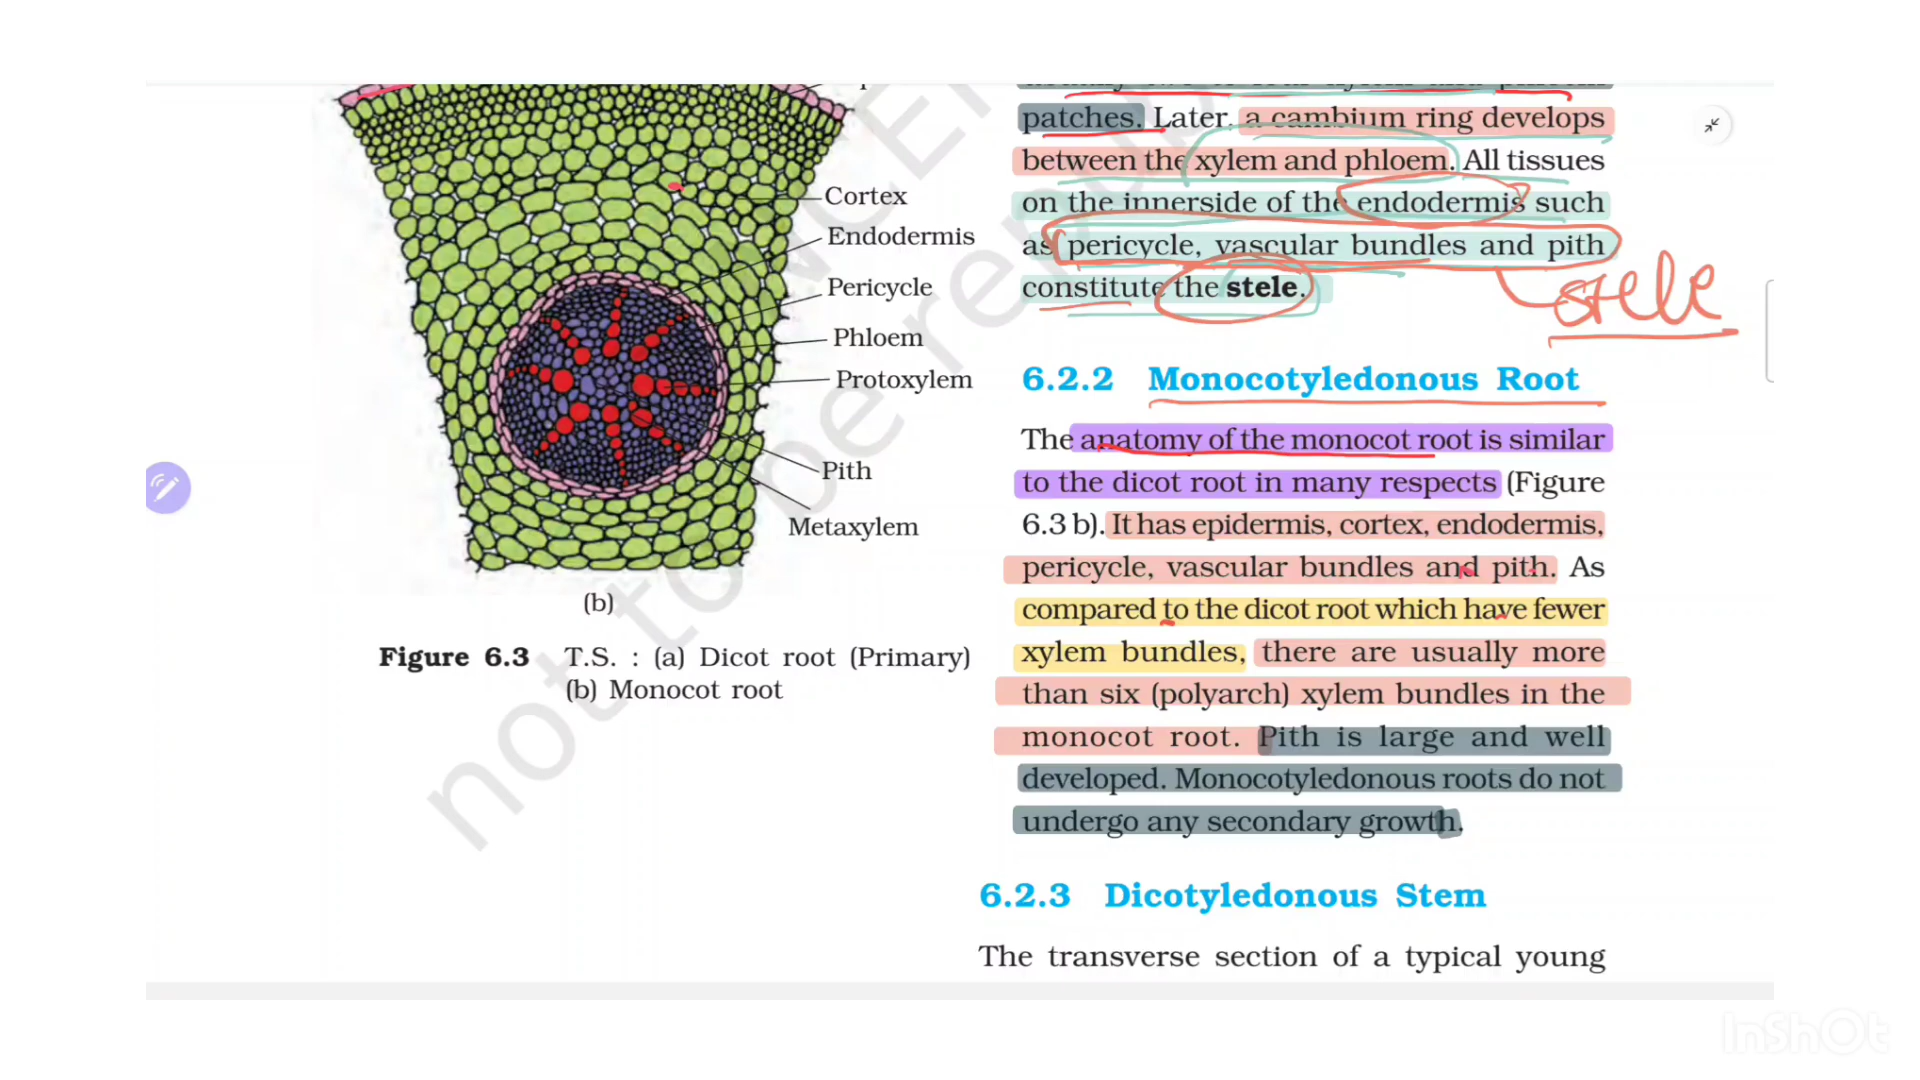 patches. Later, a cambium ring develops
between the xylem and phloem. All tissues
on the innerside of the endodermis such
as pericycle, vascular bundles and pith
constitute the stele.
stele
6.2.2 Monocotyledonous Root
The anatomy of the monocot root is similar
to the dicot root in many respects (Figure
6.3 b). It has epidermis, cortex, endodermis,
pericycle, vascular bundles and pith. As
compared to the dicot root which have fewer
xylem bundles, there are usually more
than six (polyarch) xylem bundles in the
monocot root. Pith is large and well
developed. Monocotyledonous roots do not
undergo any secondary growth.
6.2.3 Dicotyledonous Stem
The transverse section of a typical young
Cortex
Endodermis
Pericycle
Phloem
Protoxylem
Pith
Metaxylem
(b)
Figure 6.3 T.S. : (a) Dicot root (Primary)
(b) Monocot root
not to be
InShOt